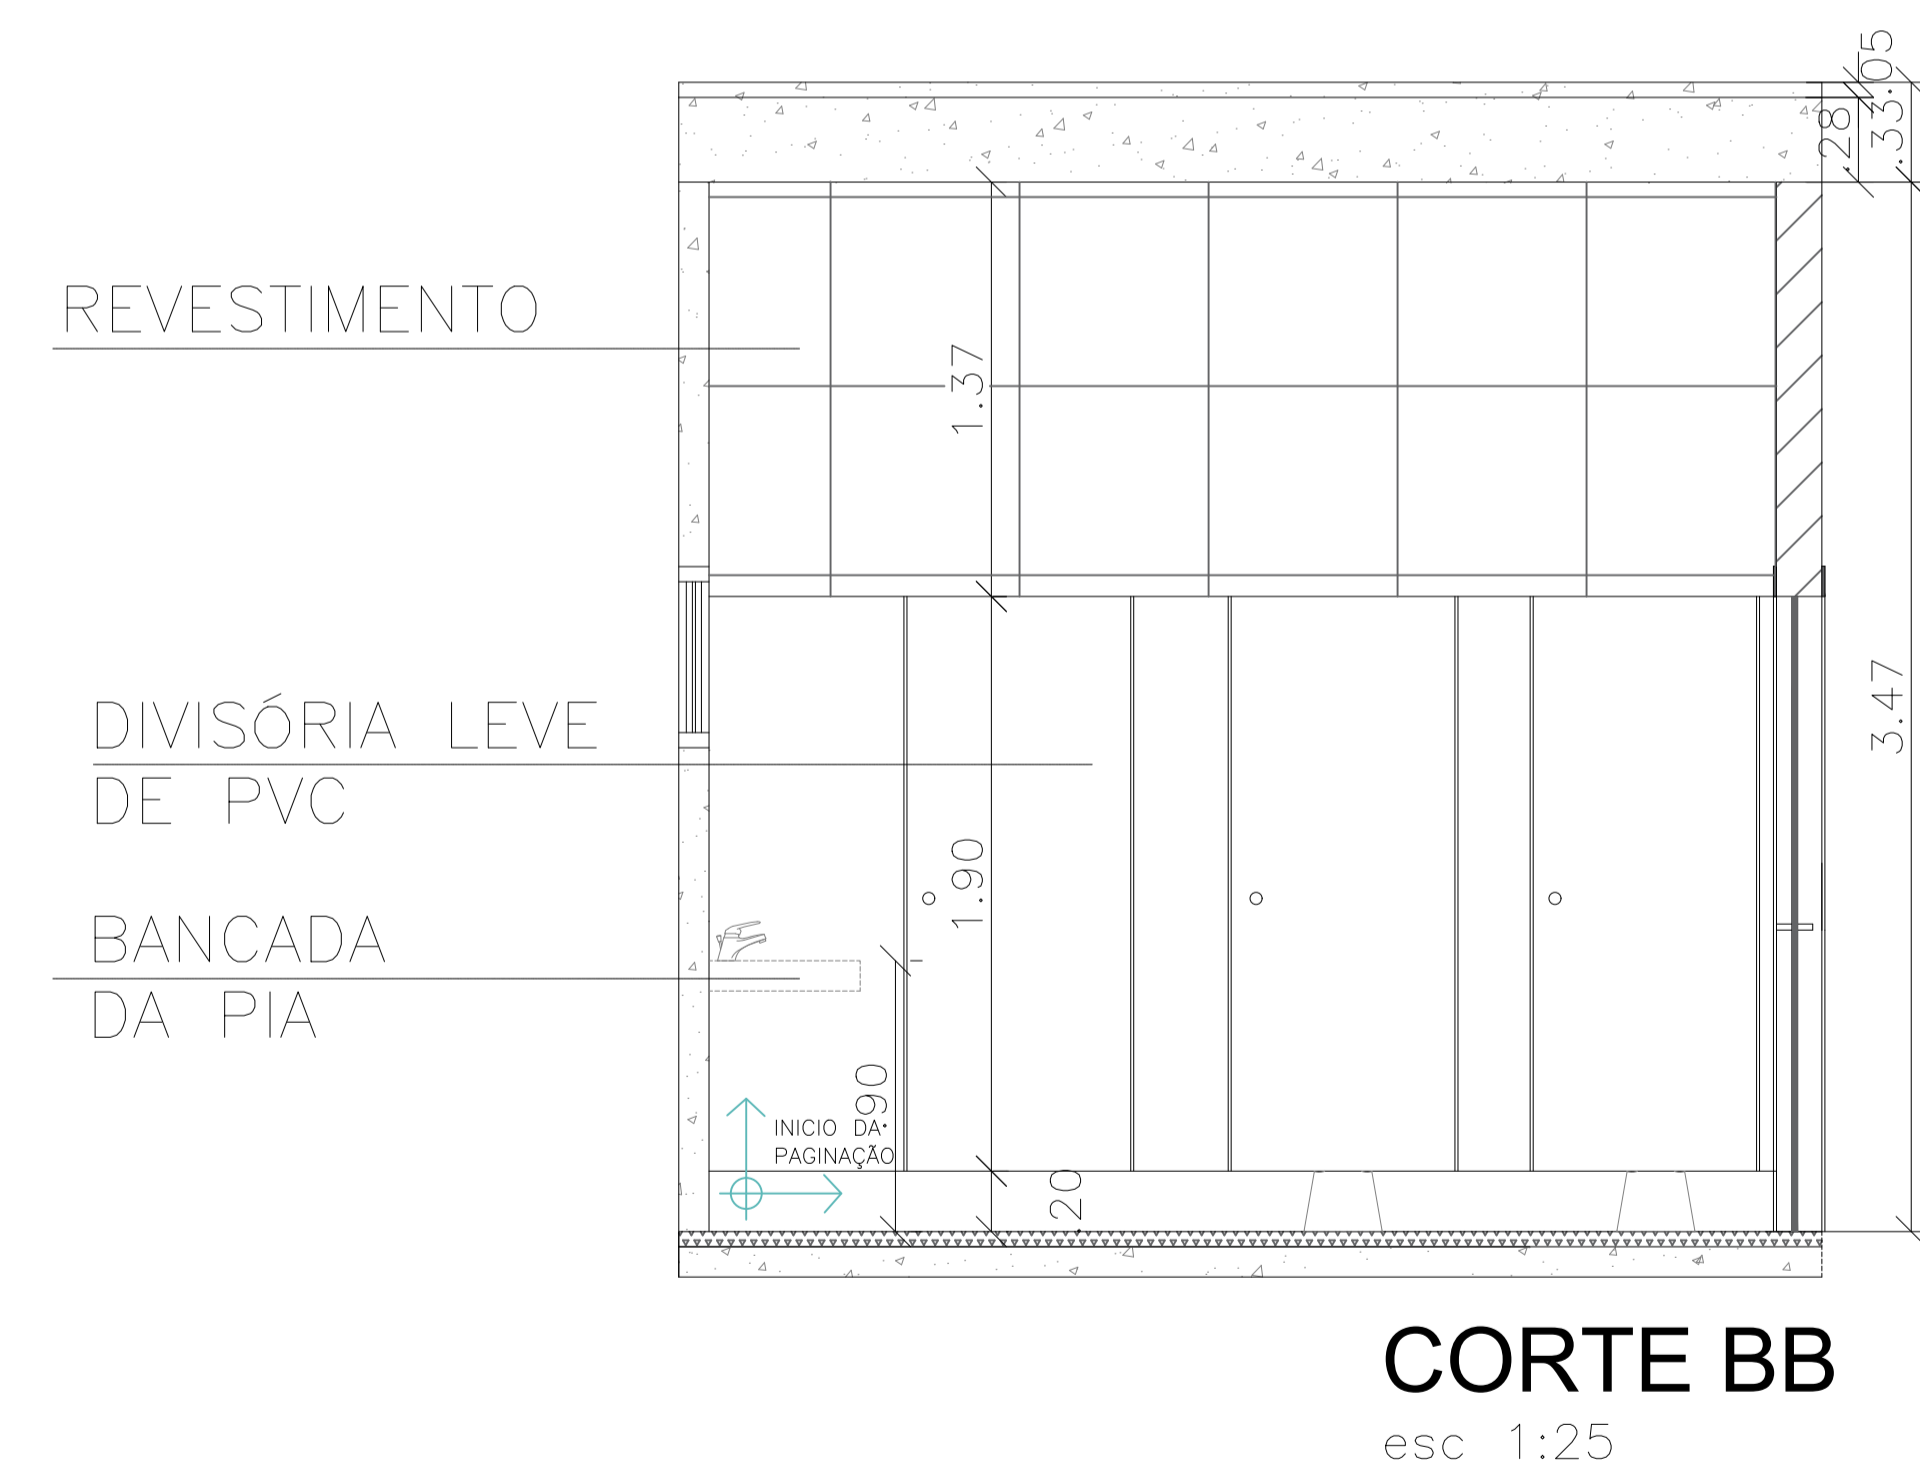 .05
.28
.33
REVESTIMENTO
1.37
DIVISÓRIA LEVE
DE PVC
3.47
1.90
BANCADA
DA PIA
.90
INICIO DA
PAGINAÇÃO
.20
CORTE BB
esc 1:25